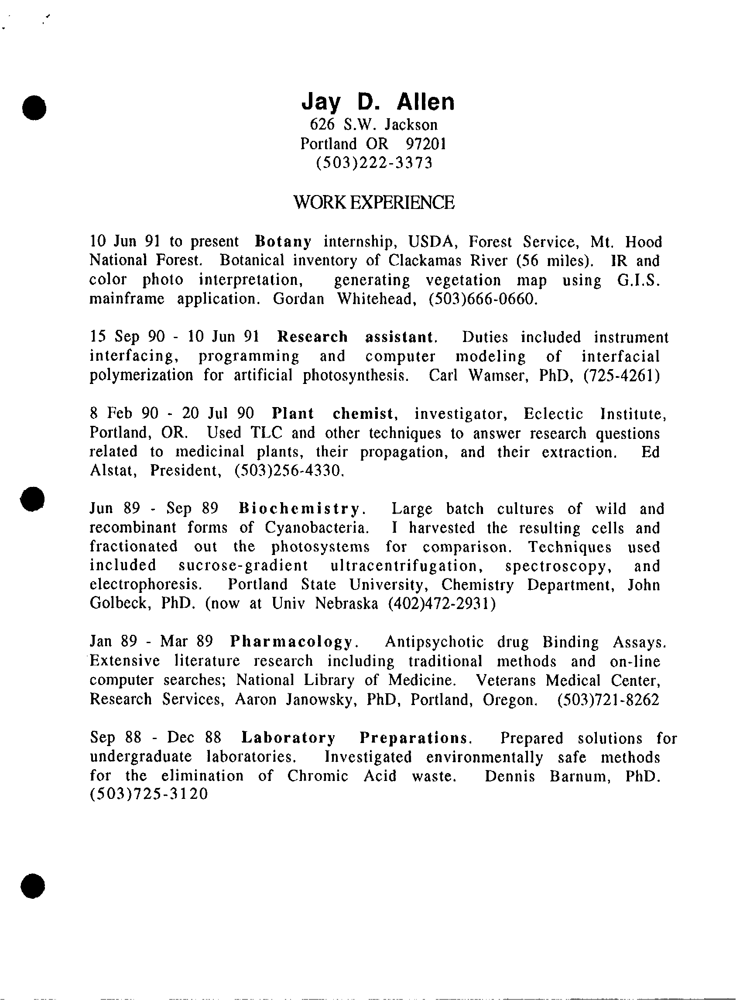 Jay D. Allen
626 S.W. Jackson
Portland OR 97201
(503)222-3373
WORK EXPERIENCE
10 Jun 91 to present Botany internship, USDA, Forest Service, Mt. Hood
National Forest. Botanical inventory of Clackamas River (56 miles). IR and
color photo interpretation, generating vegetation map using G.I.S.
mainframe application. Gordan Whitehead, (503)666-0660.
15 Sep 90 - 10 Jun 91 Research assistant. Duties included instrument
interfacing, programming and computer modeling of interfacial
polymerization for artificial photosynthesis. Carl Wamser, PhD, (725-4261)
8 Feb 90 - 20 Jul 90 Plant chemist, investigator, Eclectic Institute,
Portland, OR. Used TLC and other techniques to answer research questions
related to medicinal plants, their propagation, and their extraction. Ed
Alstat, President, (503)256-4330.
Jun 89 - Sep 89 Biochemistry. Large batch cultures of wild and
recombinant forms of Cyanobacteria. I harvested the resulting cells and
fractionated out the photosystems for comparison. Techniques used
included sucrose-gradient ultracentrifugation, spectroscopy, and
electrophoresis. Portland State University, Chemistry Department, John
Golbeck, PhD. (now at Univ Nebraska (402)472-2931)
Jan 89 - Mar 89 Pharmacology. Antipsychotic drug Binding Assays.
Extensive literature research including traditional methods and on-line
computer searches; National Library of Medicine. Veterans Medical Center,
Research Services, Aaron Janowsky, PhD, Portland, Oregon. (503)721-8262
Sep 88 - Dec 88 Laboratory Preparations. Prepared solutions for
undergraduate laboratories. Investigated environmentally safe methods
for the elimination of Chromic Acid waste. Dennis Barnum, PhD.
(503)725-3120